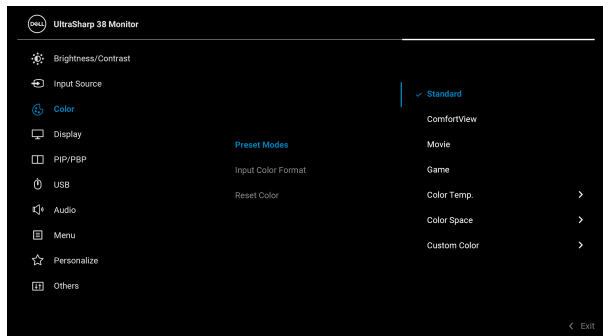 DELL UltraSharp 38 Monitor
Brightness/Contrast
Input Source
Color
Display
PIP/PBP
USB
Audio
Menu
Personalize
Others
Preset Modes
Input Color Format
Reset Color
Standard
ComfortView
Movie
Game
Color Temp.
Color Space
Custom Color
Exit